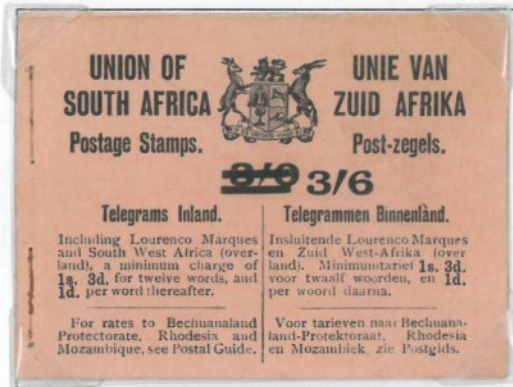 UNION OF
SOUTH AFRICA
Postage Stamps.
UNIE VAN
ZUID AFRIKA
Post-zegels.
3/6
Telegrams Inland.
Including Lourenco Marques
and South West Africa (over-
land), a minimum charge of
1s. 3d. for twelve words, and
1d. per word thereafter.
For rates to Bechuanaland
Protectorate, Rhodesia and
Mozambique, see Postal Guide.
Telegrammen Binnenland.
Insluitende Lourenco Marques
en Zuid West-Afrika (over
land). Minimumtarief 1s. 3d.
voor twaalf woorden, en 1d.
per woord daarna.
Voor tarieven naar Bechuana-
land-Protektoraat, Rhodesia
en Mozambiek, zie Postgids.